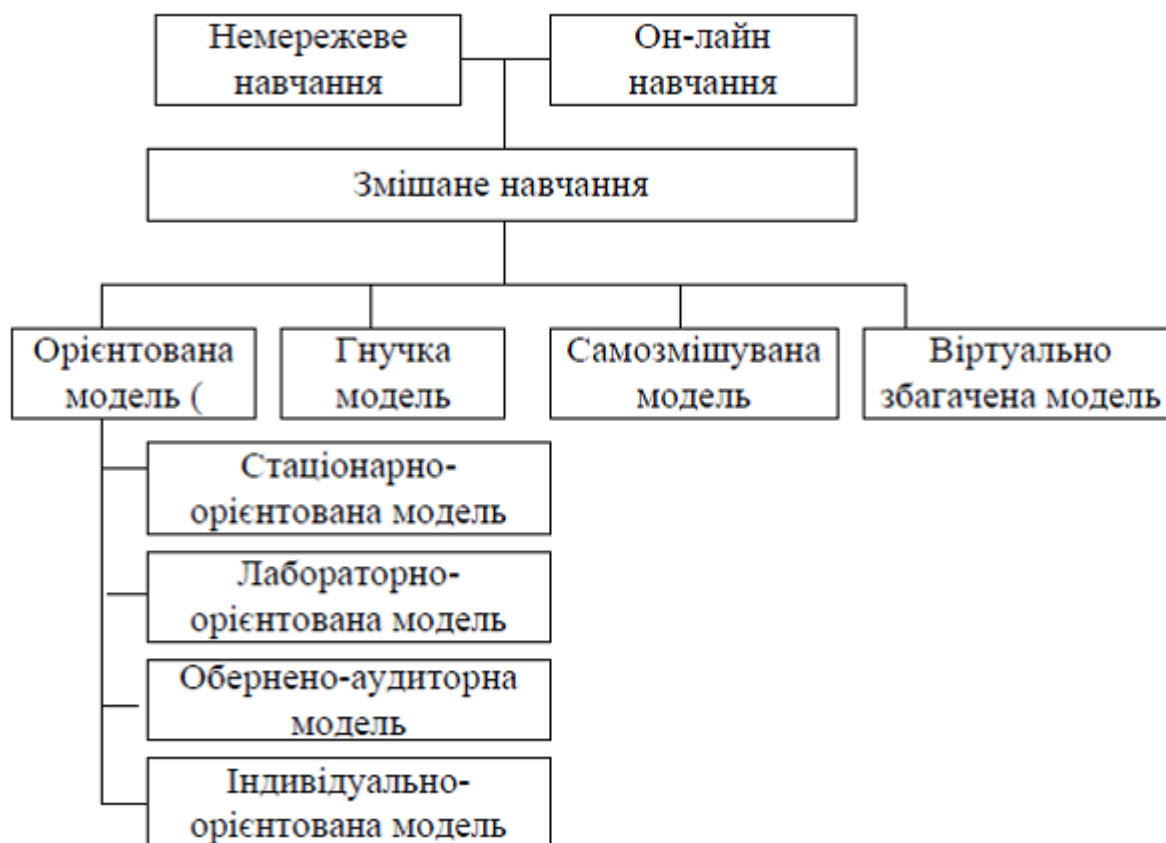 Немережеве
навчання
Он-лайн
навчання
Змішане навчання
Орієнтована
модель (
Гнучка
модель
Самозмішувана
модель
Віртуально
збагачена модель
Стаціонарно-
орієнтована модель
Лабораторно-
орієнтована модель
Обернено-аудиторна
модель
Індивідуально-
орієнтована модель